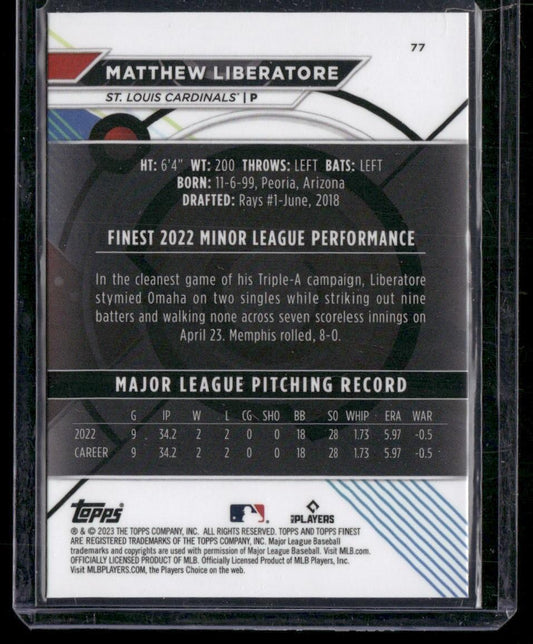 77
MATTHEW LIBERATORE
ST. LOUIS CARDINALS® | P
HT: 6'4" WT: 200 THROWS: LEFT BATS: LEFT
BORN: 11-6-99, Peoria, Arizona
DRAFTED: Rays #1-June, 2018
FINEST 2022 MINOR LEAGUE PERFORMANCE
In the cleanest game of his Triple-A campaign, Liberatore
stymied Omaha on two singles while striking out nine
batters and walking none across seven scoreless innings on
April 23. Memphis rolled, 8-0.
MAJOR LEAGUE PITCHING RECORD
G IP W L CG SHO BB SO WHIP ERA WAR
2022 9 34.2 2 2 0 0 18 28 1.73 5.97 -0.5
CAREER 9 34.2 2 2 0 0 18 28 1.73 5.97 -0.5
Topps PLAYERS
® & © 2023 THE TOPPS COMPANY, INC. ALL RIGHTS RESERVED. TOPPS AND TOPPS FINEST
ARE REGISTERED TRADEMARKS OF THE TOPPS COMPANY, INC. Major League Baseball
trademarks and copyrights are used with permission of Major League Baseball. Visit MLB.com.
OFFICIALLY LICENSED PRODUCT OF MLB. Officially Licensed Product of MLB Players, Inc.
Visit MLBPLAYERS.COM, the Players Choice on the web.